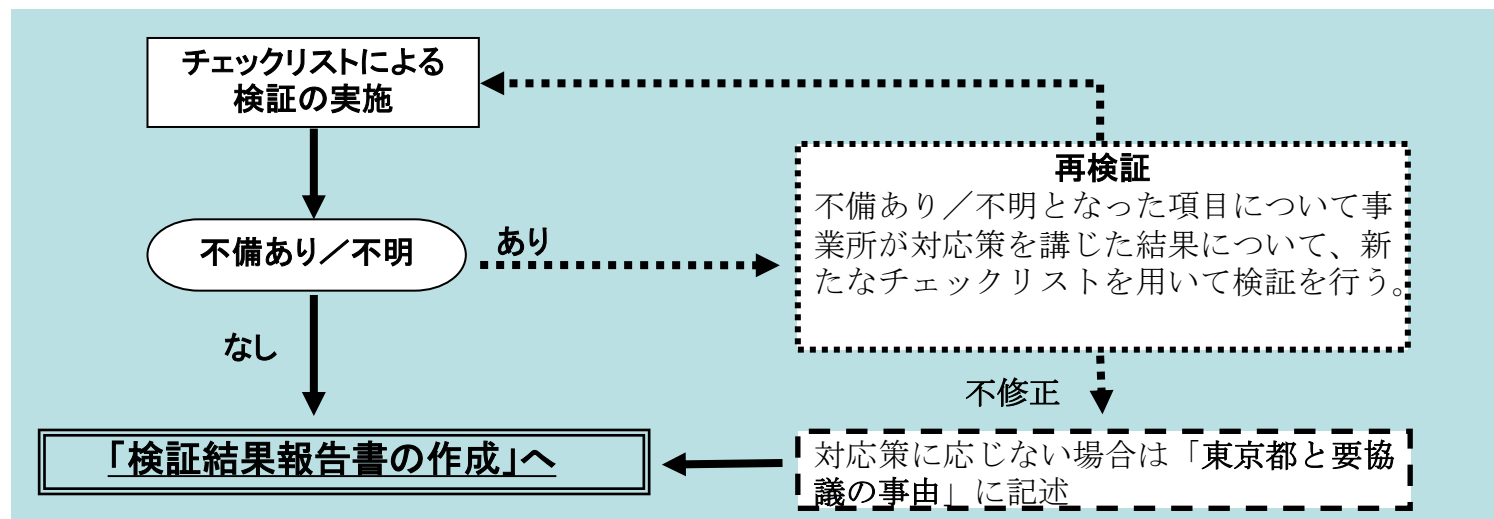 チェックリストによる
検証の実施
不備あり／不明
あり
再検証
不備あり／不明となった項目について事
業所が対応策を講じた結果について、新
たなチェックリストを用いて検証を行う。
なし
不修正
「検証結果報告書の作成」へ
対応策に応じない場合は「東京都と要協
議の事由」に記述